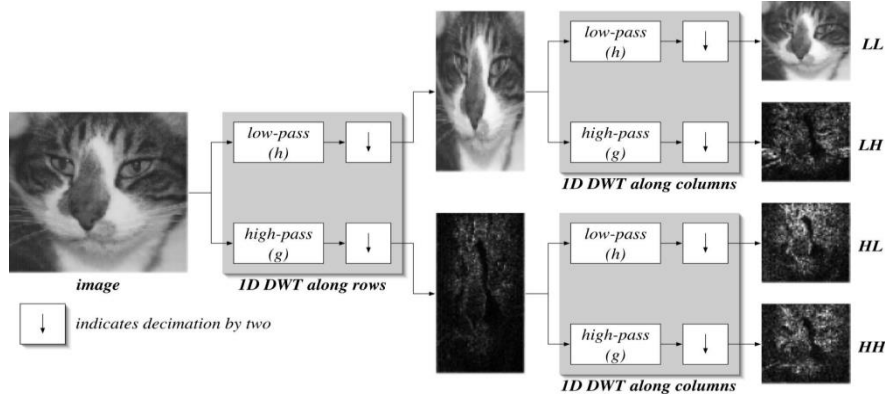 image
low-pass
(h)
↓
high-pass
(g)
↓
1D DWT along rows
↓
indicates decimation by two
low-pass
(h)
↓
high-pass
(g)
↓
1D DWT along columns
low-pass
(h)
↓
high-pass
(g)
↓
1D DWT along columns
LL
LH
HL
HH